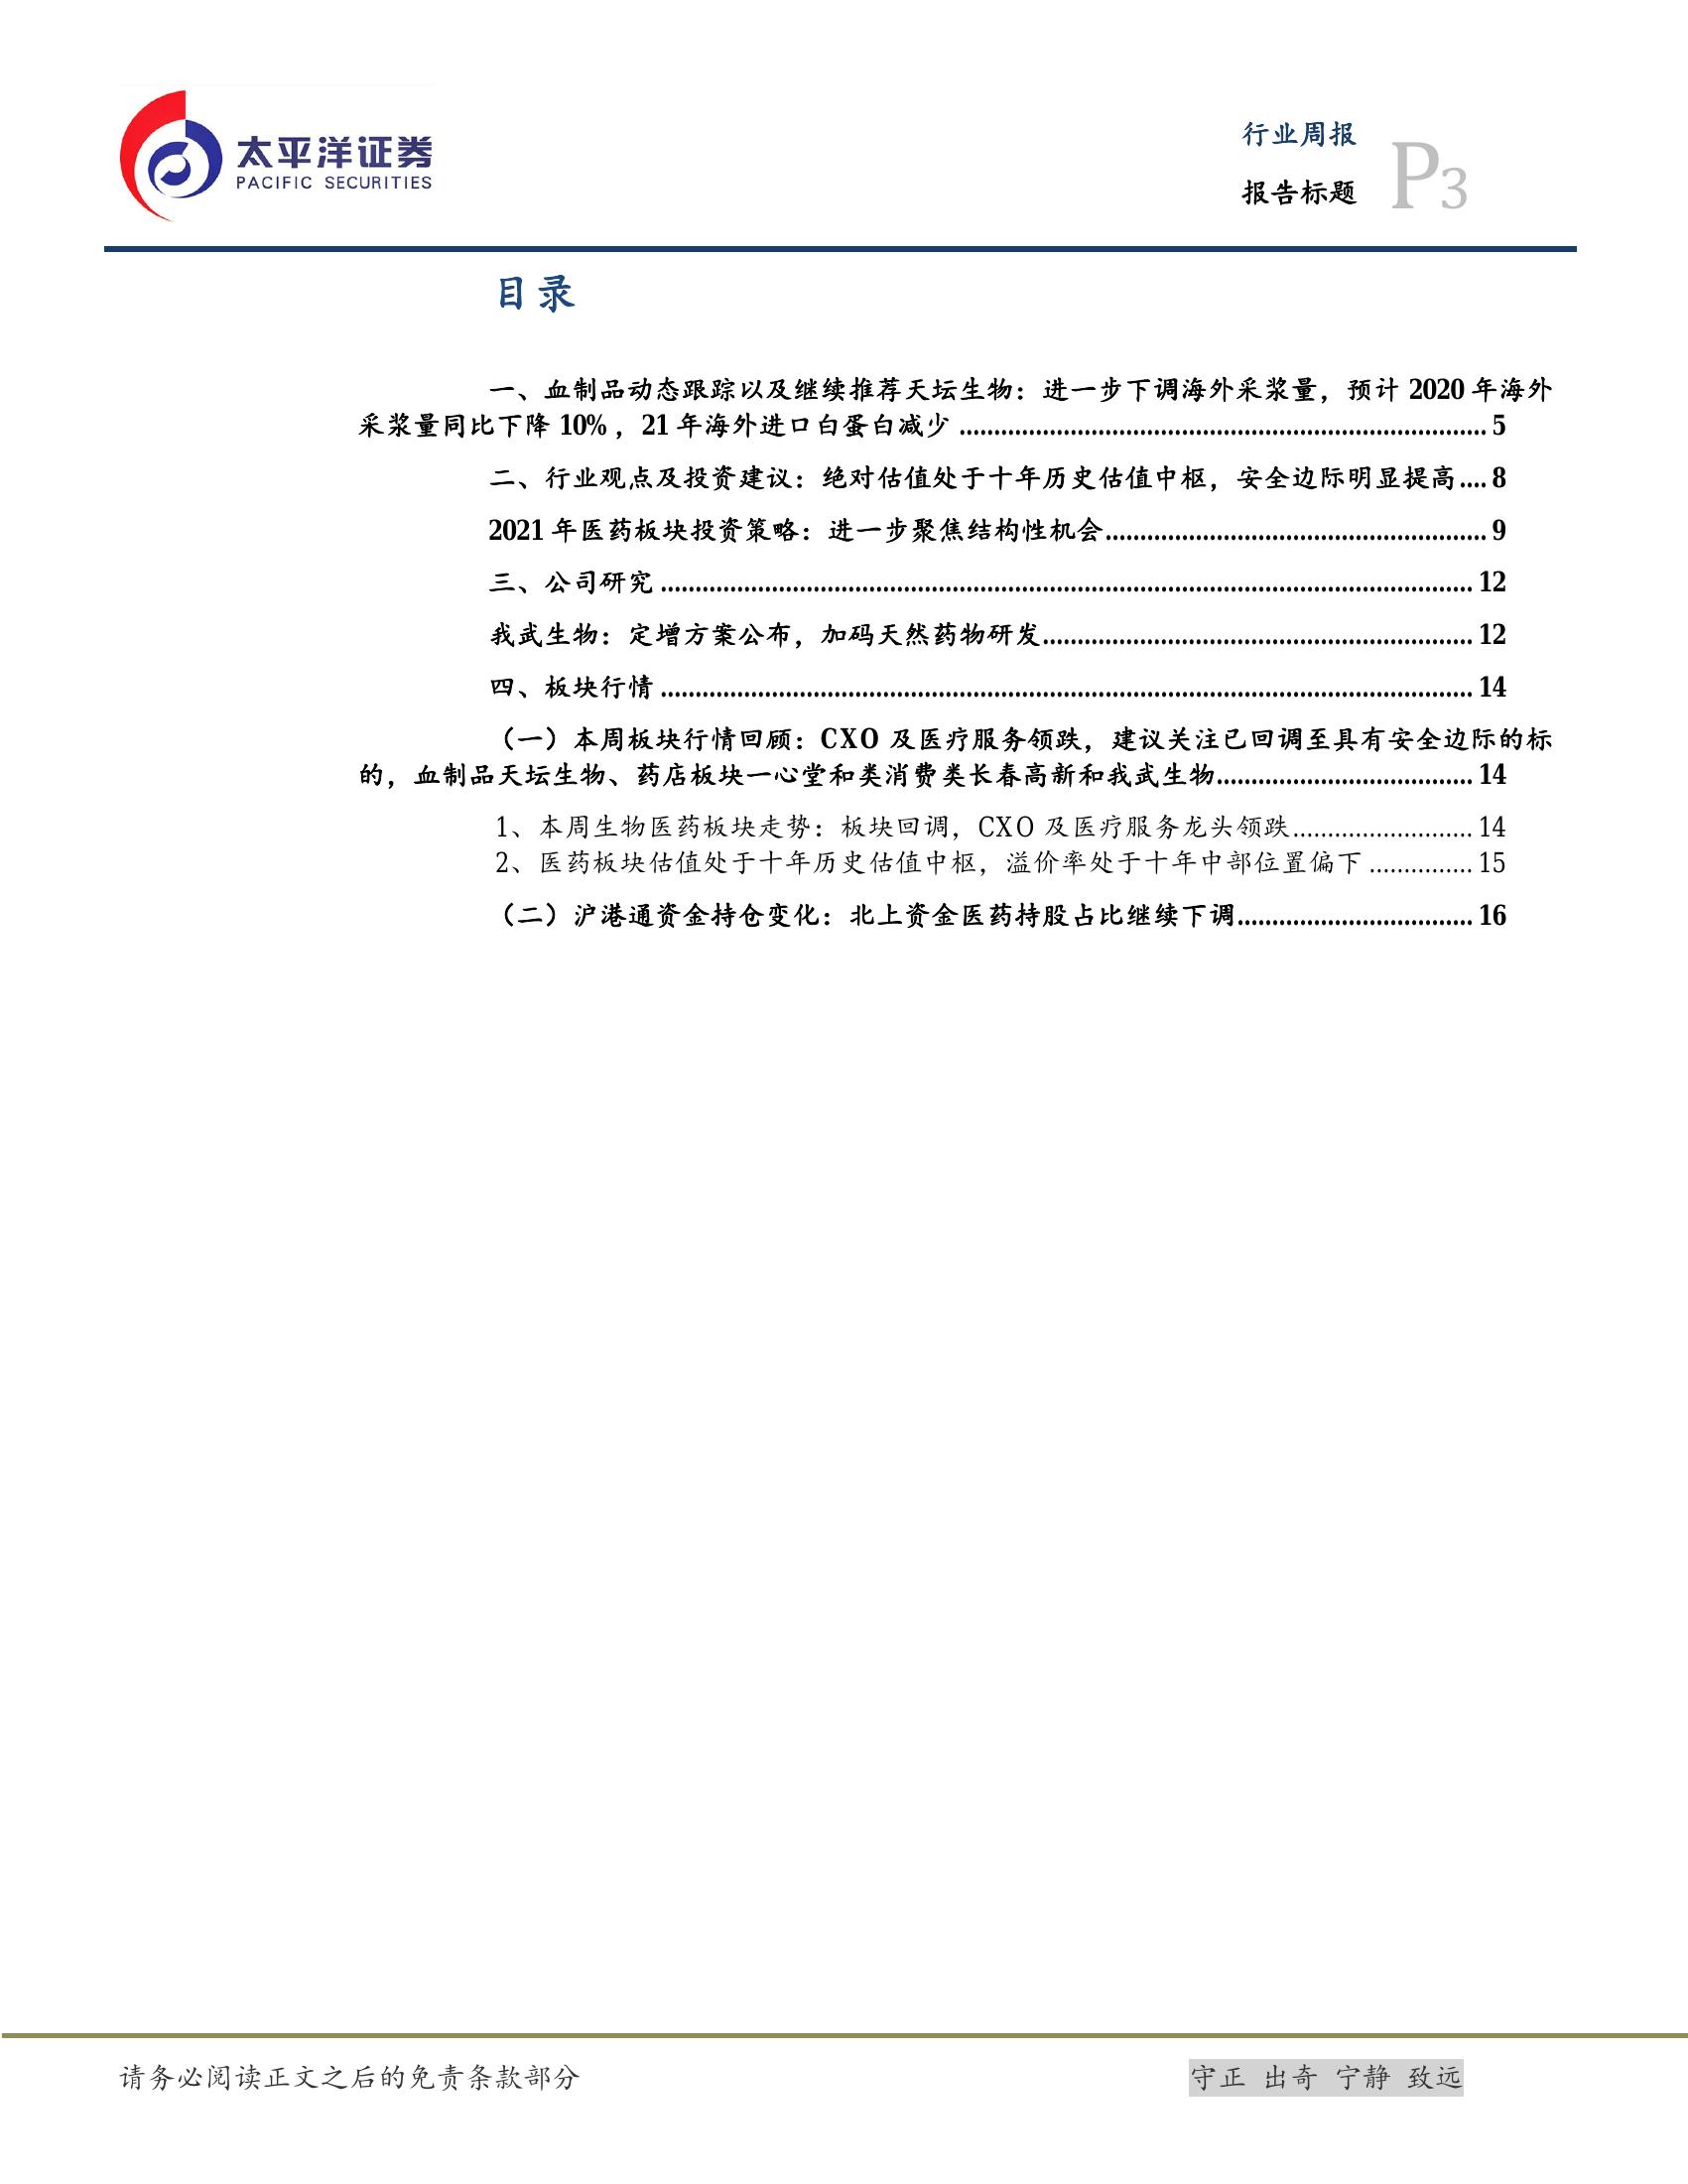 太平洋证券
PACIFIC SECURITIES
行业周报
报告标题
P3
目录
一、血制品动态跟踪以及继续推荐天坛生物：进一步下调海外采浆量，预计 2020 年海外
采浆量同比下降 10%，21 年海外进口白蛋白减少 ............................................................................ 5
二、行业观点及投资建议：绝对估值处于十年历史估值中枢，安全边际明显提高.... 8
2021 年医药板块投资策略：进一步聚焦结构性机会....................................................... 9
三、公司研究 ..................................................................................................................... 12
我武生物：定增方案公布，加码天然药物研发.............................................................. 12
四、板块行情 ..................................................................................................................... 14
（一）本周板块行情回顾：CXO 及医疗服务领跌，建议关注已回调至具有安全边际的标
的，血制品天坛生物、药店板块一心堂和类消费类长春高新和我武生物..................................... 14
1、本周生物医药板块走势：板块回调，CXO 及医疗服务龙头领跌.......................... 14
2、医药板块估值处于十年历史估值中枢，溢价率处于十年中部位置偏下 ............... 15
（二）沪港通资金持仓变化：北上资金医药持股占比继续下调.................................. 16
请务必阅读正文之后的免责条款部分
守正 出奇 宁静 致远